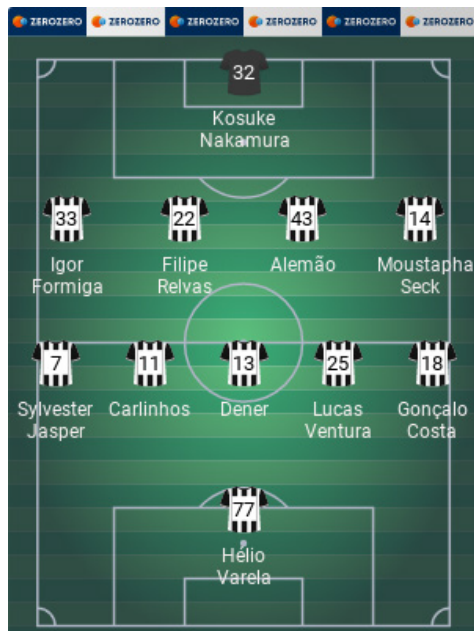 ZEROZERO ZEROZERO ZEROZERO ZEROZERO ZEROZERO ZEROZERO
32
Kosuke
Nakamura
33 22 43 14
Igor Filipe Alemão Moustapha
Formiga Relvas Seck
7 11 13 25 18
Sylvester Carlinhos Dener Lucas Gonçalo
Jasper Ventura Costa
77
Hélio
Varela